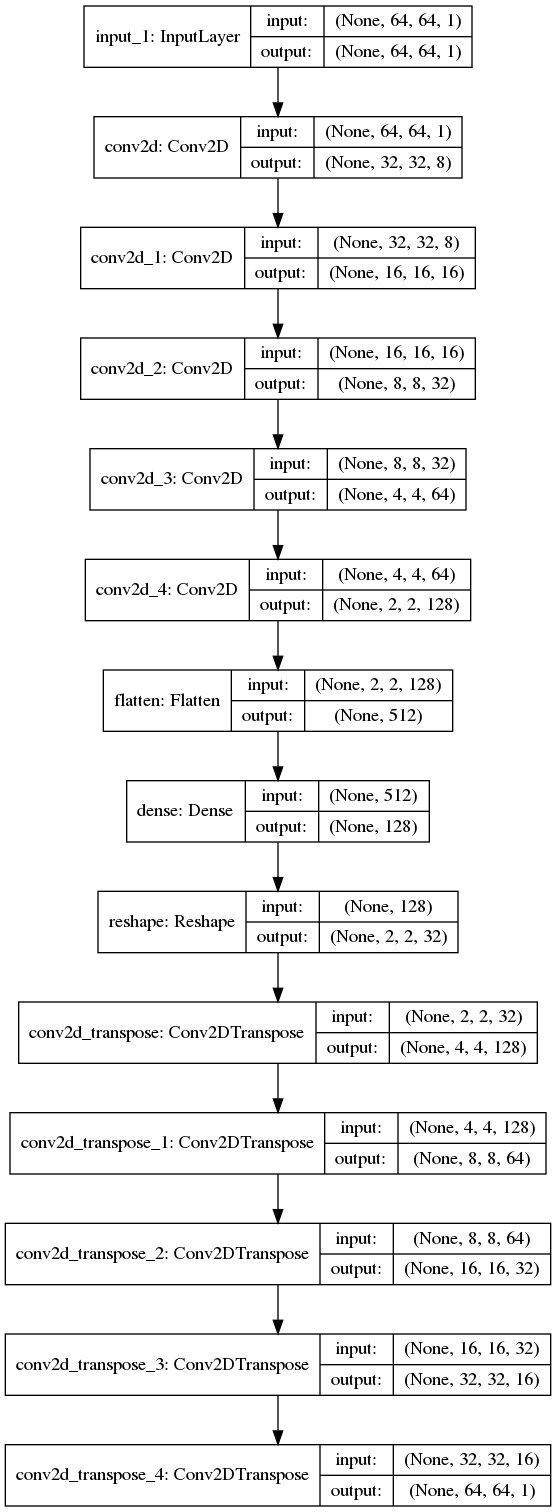 input_1: InputLayer
input: (None, 64, 64, 1)
output: (None, 64, 64, 1)
conv2d: Conv2D
input: (None, 64, 64, 1)
output: (None, 32, 32, 8)
conv2d_1: Conv2D
input: (None, 32, 32, 8)
output: (None, 16, 16, 16)
conv2d_2: Conv2D
input: (None, 16, 16, 16)
output: (None, 8, 8, 32)
conv2d_3: Conv2D
input: (None, 8, 8, 32)
output: (None, 4, 4, 64)
conv2d_4: Conv2D
input: (None, 4, 4, 64)
output: (None, 2, 2, 128)
flatten: Flatten
input: (None, 2, 2, 128)
output: (None, 512)
dense: Dense
input: (None, 512)
output: (None, 128)
reshape: Reshape
input: (None, 128)
output: (None, 2, 2, 32)
conv2d_transpose: Conv2DTranspose
input: (None, 2, 2, 32)
output: (None, 4, 4, 128)
conv2d_transpose_1: Conv2DTranspose
input: (None, 4, 4, 128)
output: (None, 8, 8, 64)
conv2d_transpose_2: Conv2DTranspose
input: (None, 8, 8, 64)
output: (None, 16, 16, 32)
conv2d_transpose_3: Conv2DTranspose
input: (None, 16, 16, 32)
output: (None, 32, 32, 16)
conv2d_transpose_4: Conv2DTranspose
input: (None, 32, 32, 16)
output: (None, 64, 64, 1)